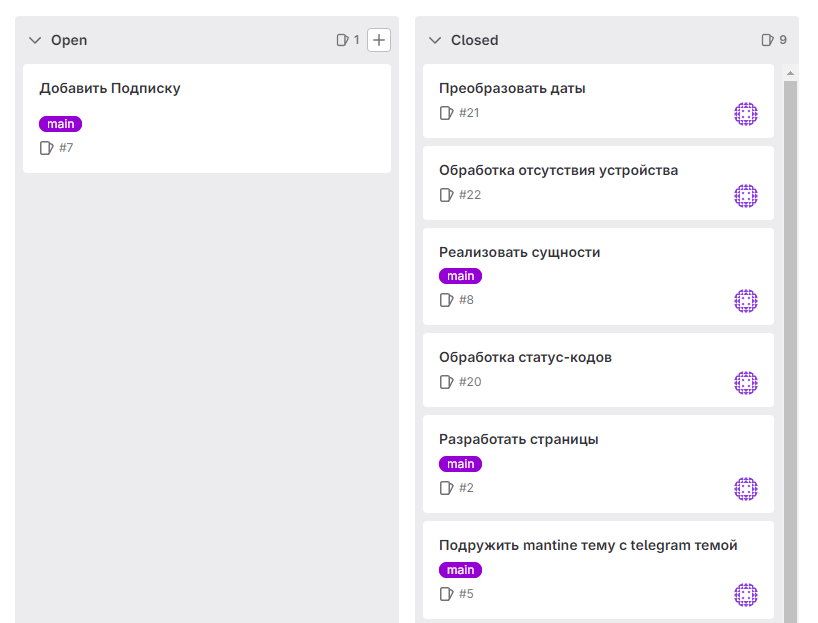 Open
1
Добавить Подписку
main
#7
Closed
9
Преобразовать даты
#21
Обработка отсутствия устройства
#22
Реализовать сущности
main
#8
Обработка статус-кодов
#20
Разработать страницы
main
#2
Подружить mantine тему с telegram темой
main
#5